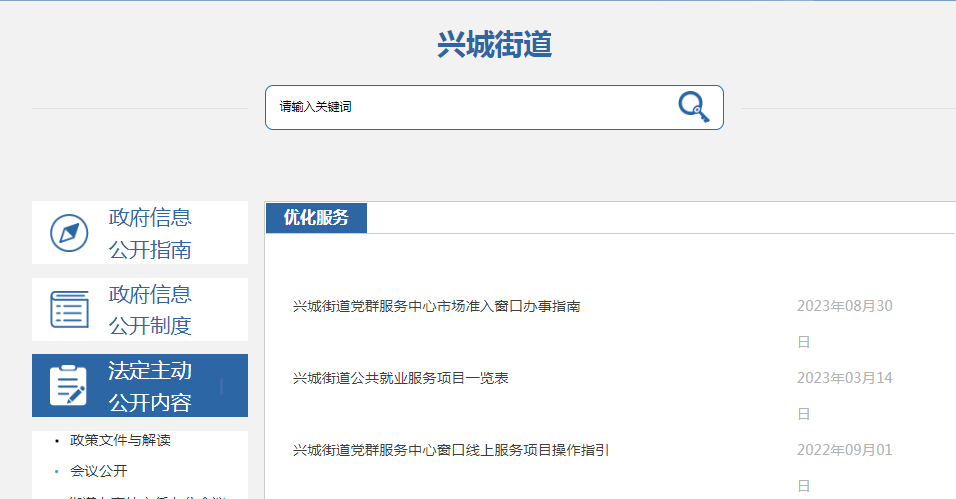 兴城街道
请输入关键词
政府信息
公开指南
政府信息
公开制度
法定主动
公开内容
政策文件与解读
会议公开
优化服务
兴城街道党群服务中心市场准入窗口办事指南
2023年08月30
日
兴城街道公共就业服务项目一览表
2023年03月14
日
兴城街道党群服务中心窗口线上服务项目操作指引
2022年09月01
日